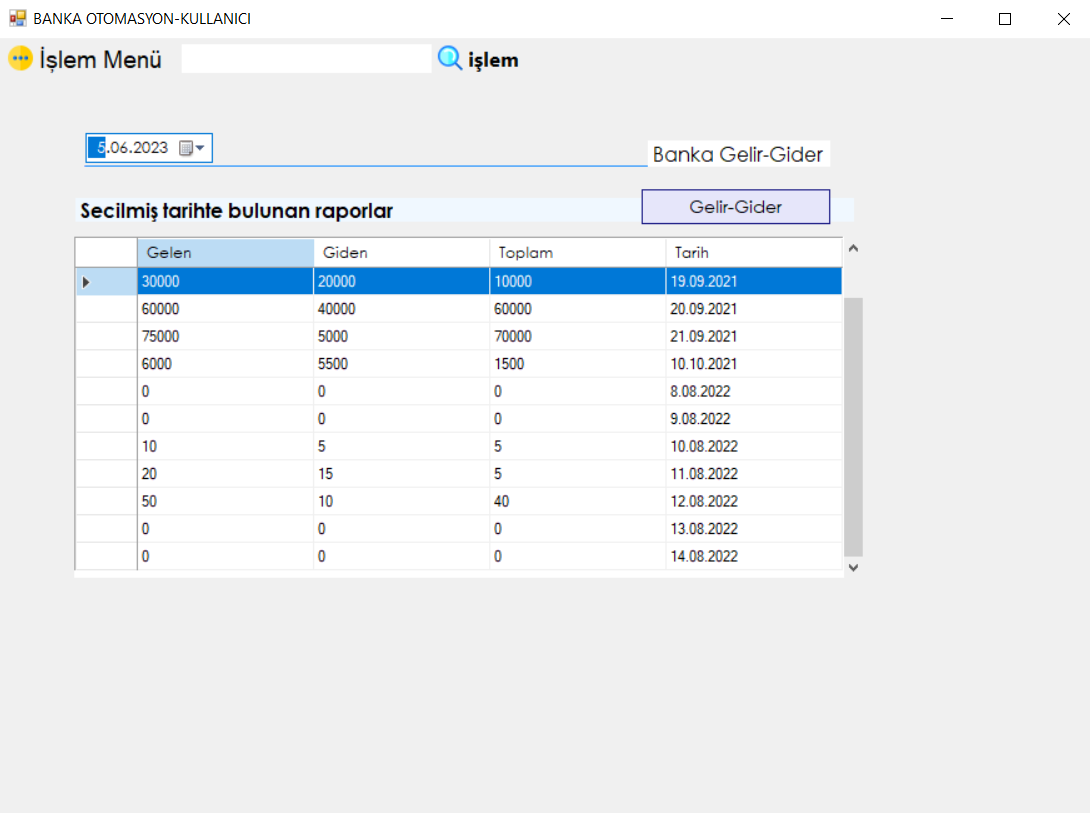 BANKA OTOMASYON-KULLANICI
İşlem Menü işlem
5.06.2023
Banka Gelir-Gider
Secilmiş tarihte bulunan raporlar
Gelir-Gider
Gelen Giden Toplam Tarih
30000 20000 10000 19.09.2021
60000 40000 60000 20.09.2021
75000 5000 70000 21.09.2021
6000 5500 1500 10.10.2021
0 0 0 8.08.2022
0 0 0 9.08.2022
10 5 5 10.08.2022
20 15 5 11.08.2022
50 10 40 12.08.2022
0 0 0 13.08.2022
0 0 0 14.08.2022